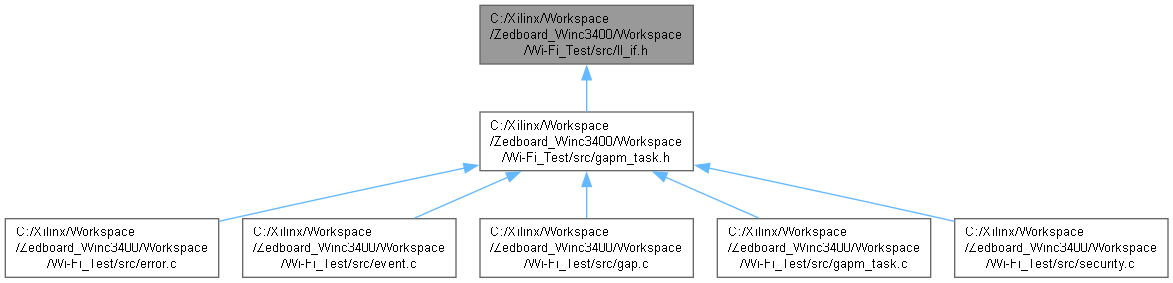 C:/Xilinx/Workspace
/Zedboard_Winc3400/Workspace
/Wi-Fi_Test/src/ll_if.h
C:/Xilinx/Workspace
/Zedboard_Winc3400/Workspace
/Wi-Fi_Test/src/gapm_task.h
C:/Xilinx/Workspace
/Zedboard_Winc3400/Workspace
/Wi-Fi_Test/src/error.c
C:/Xilinx/Workspace
/Zedboard_Winc3400/Workspace
/Wi-Fi_Test/src/event.c
C:/Xilinx/Workspace
/Zedboard_Winc3400/Workspace
/Wi-Fi_Test/src/gap.c
C:/Xilinx/Workspace
/Zedboard_Winc3400/Workspace
/Wi-Fi_Test/src/gapm_task.c
C:/Xilinx/Workspace
/Zedboard_Winc3400/Workspace
/Wi-Fi_Test/src/security.c